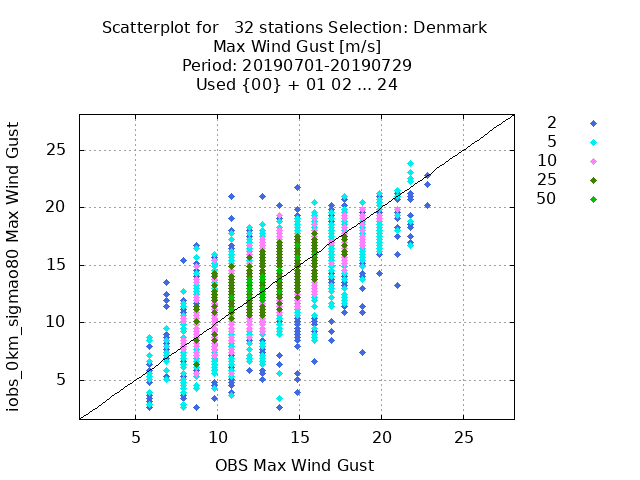 Scatterplot for   32 stations Selection: Denmark
Max Wind Gust [m/s]
Period: 20190701-20190729
Used {00} + 01 02 ... 24
2
5
10
25
50
iobs_0km_sigmao80 Max Wind Gust
25
20
15
10
5
5 10 15 20 25
OBS Max Wind Gust